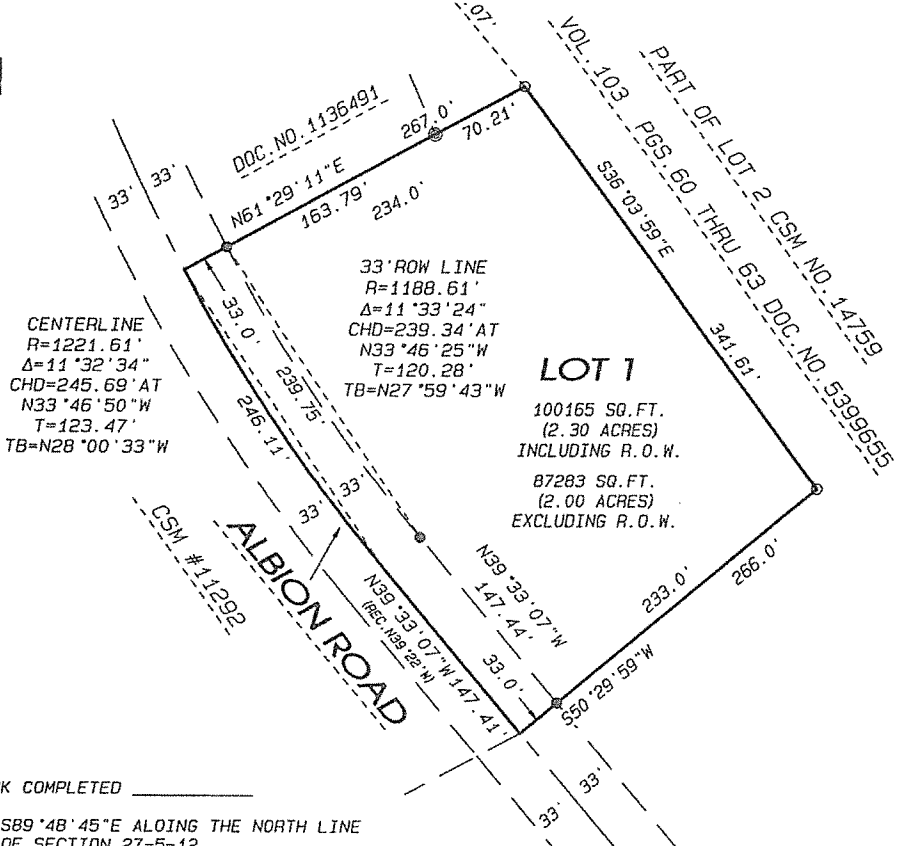 07'
VOL. 103 PGS. 60 THRU 63 DOC. NO. 5399655
PART OF LOT 2 CSM NO. 14759
DOC. NO. 1136491
267.0'
70.21'
N61°29'11"E
163.79'
234.0'
33' 33'
S36°03'59"E
341.61'
33'ROW LINE
R=1188.61'
Δ=11°33'24"
CHD=239.34'AT
N33°46'25"W
T=120.28'
TB=N27°59'43"W
CENTERLINE
R=1221.61'
Δ=11°32'34"
CHD=245.69'AT
N33°46'50"W
T=123.47'
TB=N28°00'33"W
33.0'
239.75'
246.11'
33'
33'
LOT 1
100165 SQ.FT.
(2.30 ACRES)
INCLUDING R.O.W.
87283 SQ.FT.
(2.00 ACRES)
EXCLUDING R.O.W.
CSM #11292
ALBION ROAD
N39°33'07"W
147.44'
N39°33'07"W 147.41'
(REC.N39°22'W)
33.0'
233.0'
266.0'
S50°29'59"W
33'
33'
K COMPLETED
S89°48'45"E ALOING THE NORTH LINE
OF SECTION 27-5-12